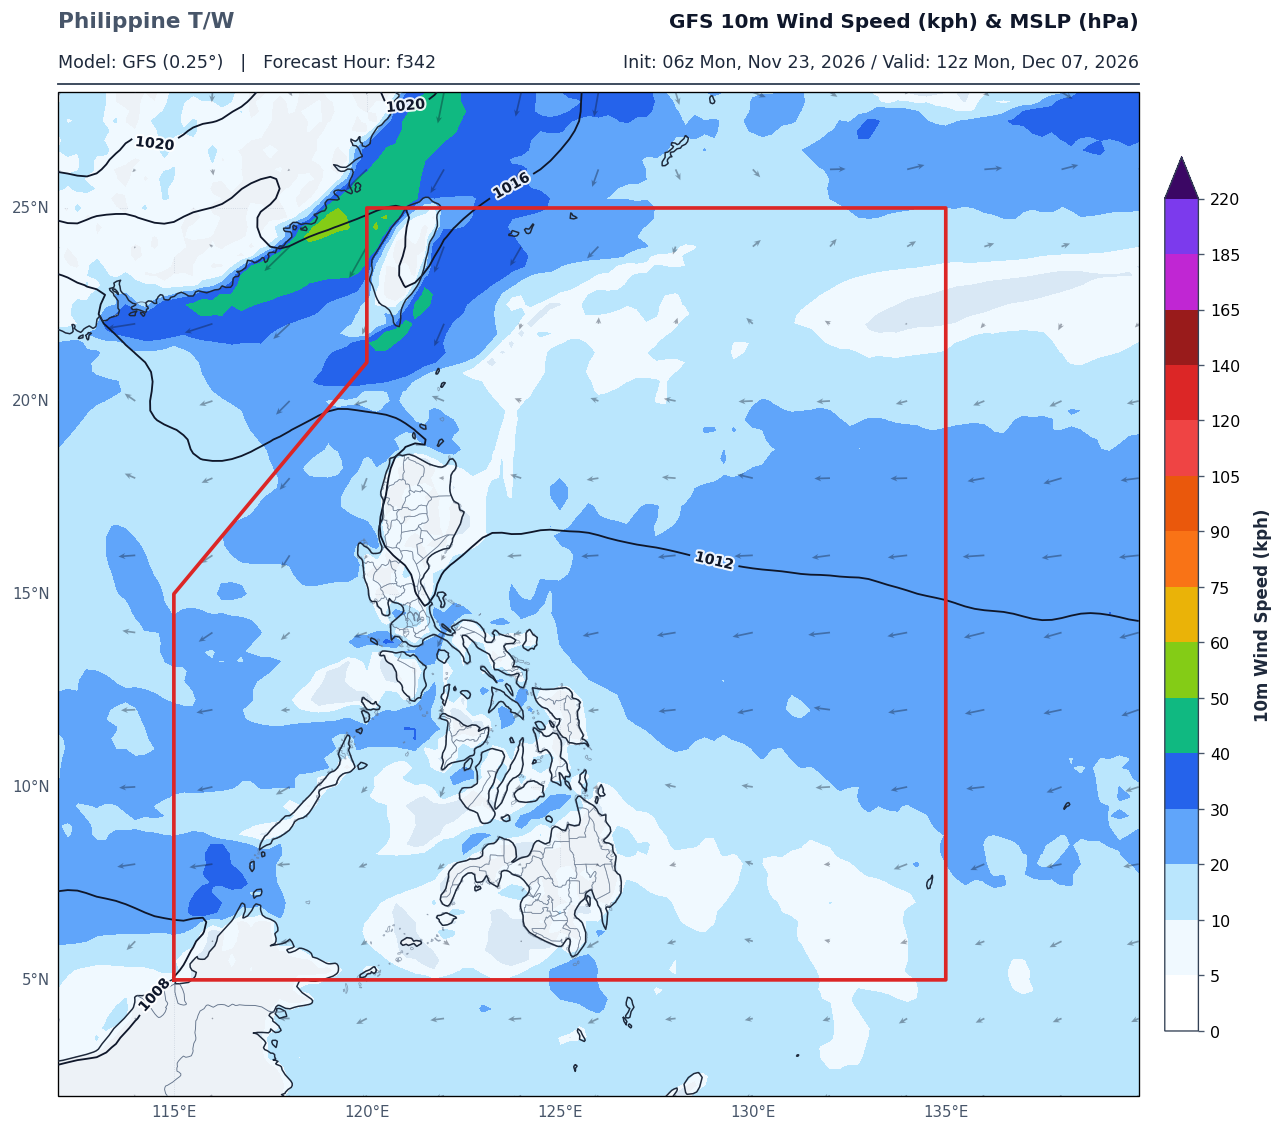 Philippine T/W
GFS 10m Wind Speed (kph) & MSLP (hPa)
Model: GFS (0.25°) | Forecast Hour: f342
Init: 06z Mon, Nov 23, 2026 / Valid: 12z Mon, Dec 07, 2026
1020
1020
1016
1012
1008
25°N
20°N
15°N
10°N
5°N
115°E
120°E
125°E
130°E
135°E
220
185
165
140
120
105
90
75
60
50
40
30
20
10
5
0
10m Wind Speed (kph)